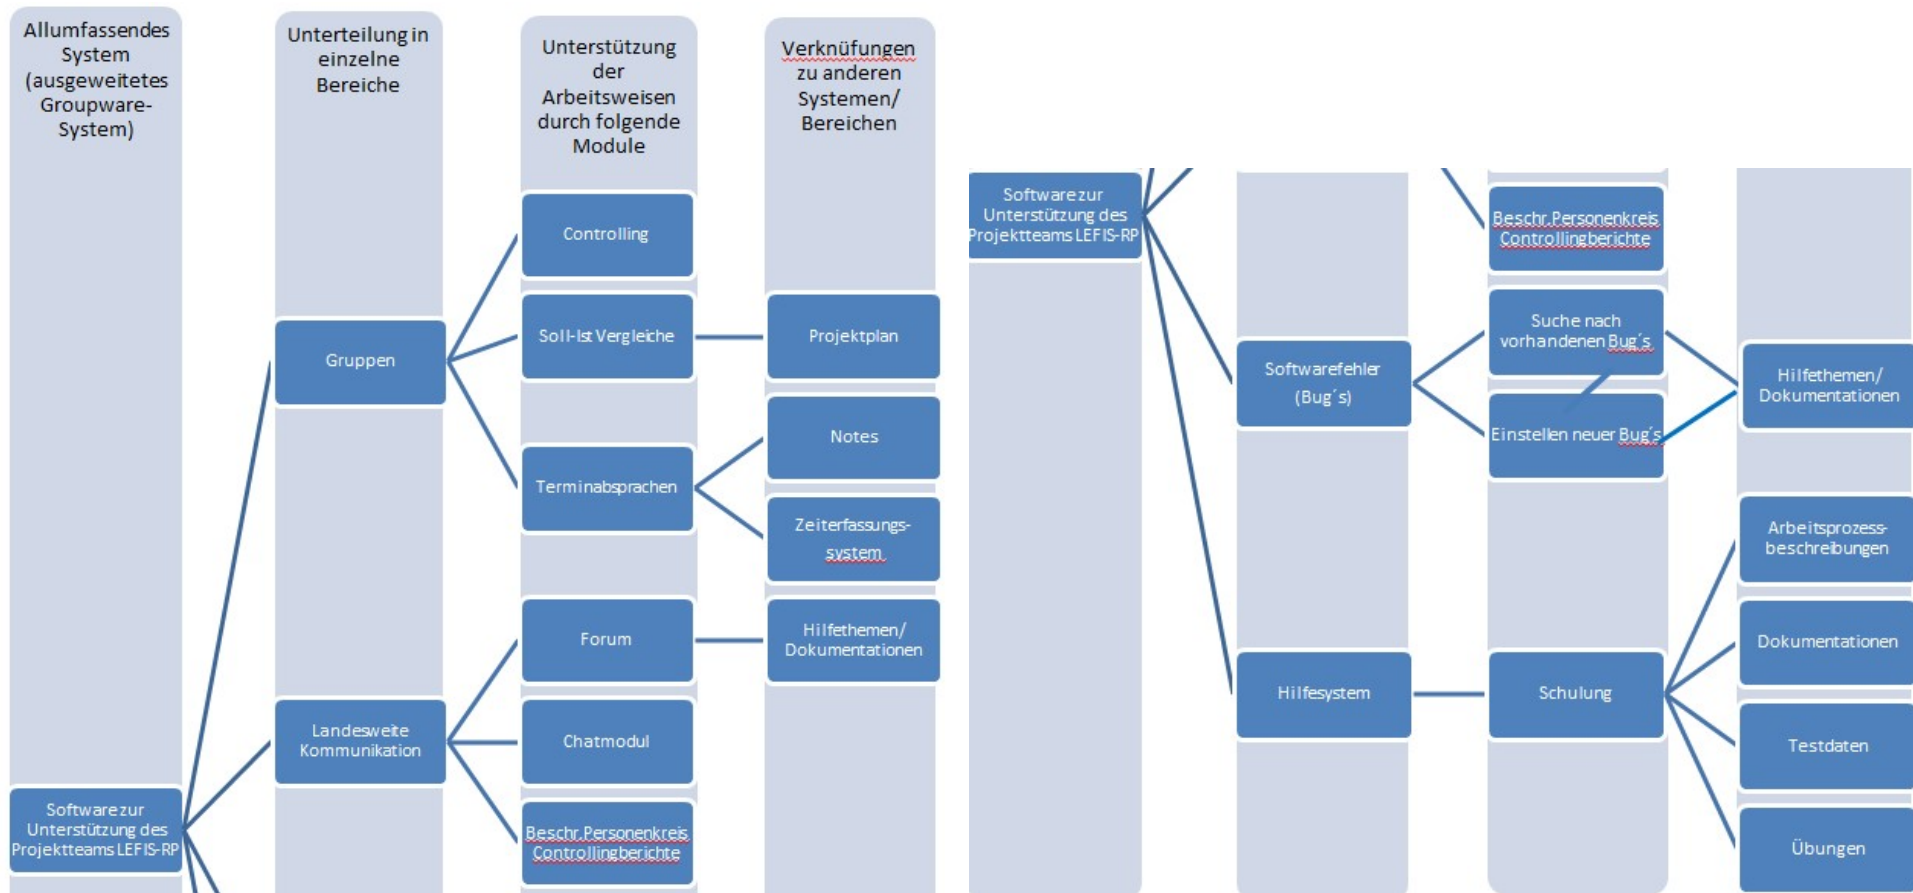 Allumfassendes
System
(ausgeweitetes
Groupware-
System)
Unterteilung in
einzelne
Bereiche
Unterstützung
der
Arbeitsweisen
durch folgende
Module
Verknüfungen
zu anderen
Systemen/
Bereichen
Controlling
Soll-Ist Vergleiche
Projektplan
Gruppen
Notes
Terminabsprachen
Zeiterfassungs-
system
Forum
Hilfethemen/
Dokumentationen
Landesweite
Kommunikation
Chatmodul
Software zur
Unterstützung des
Projektteams LEFIS-RP
Beschr.Personenkreis
Controllingberichte
Software zur
Unterstützung des
Projektteams LEFIS-RP
Beschr.Personenkreis
Controllingberichte
Suche nach
vorhandenen Bug´s
Softwarefehler
(Bug´s)
Hilfethemen/
Dokumentationen
Einstellen neuer Bug´s
Arbeitsprozess-
beschreibungen
Dokumentationen
Hilfesystem
Schulung
Testdaten
Übungen